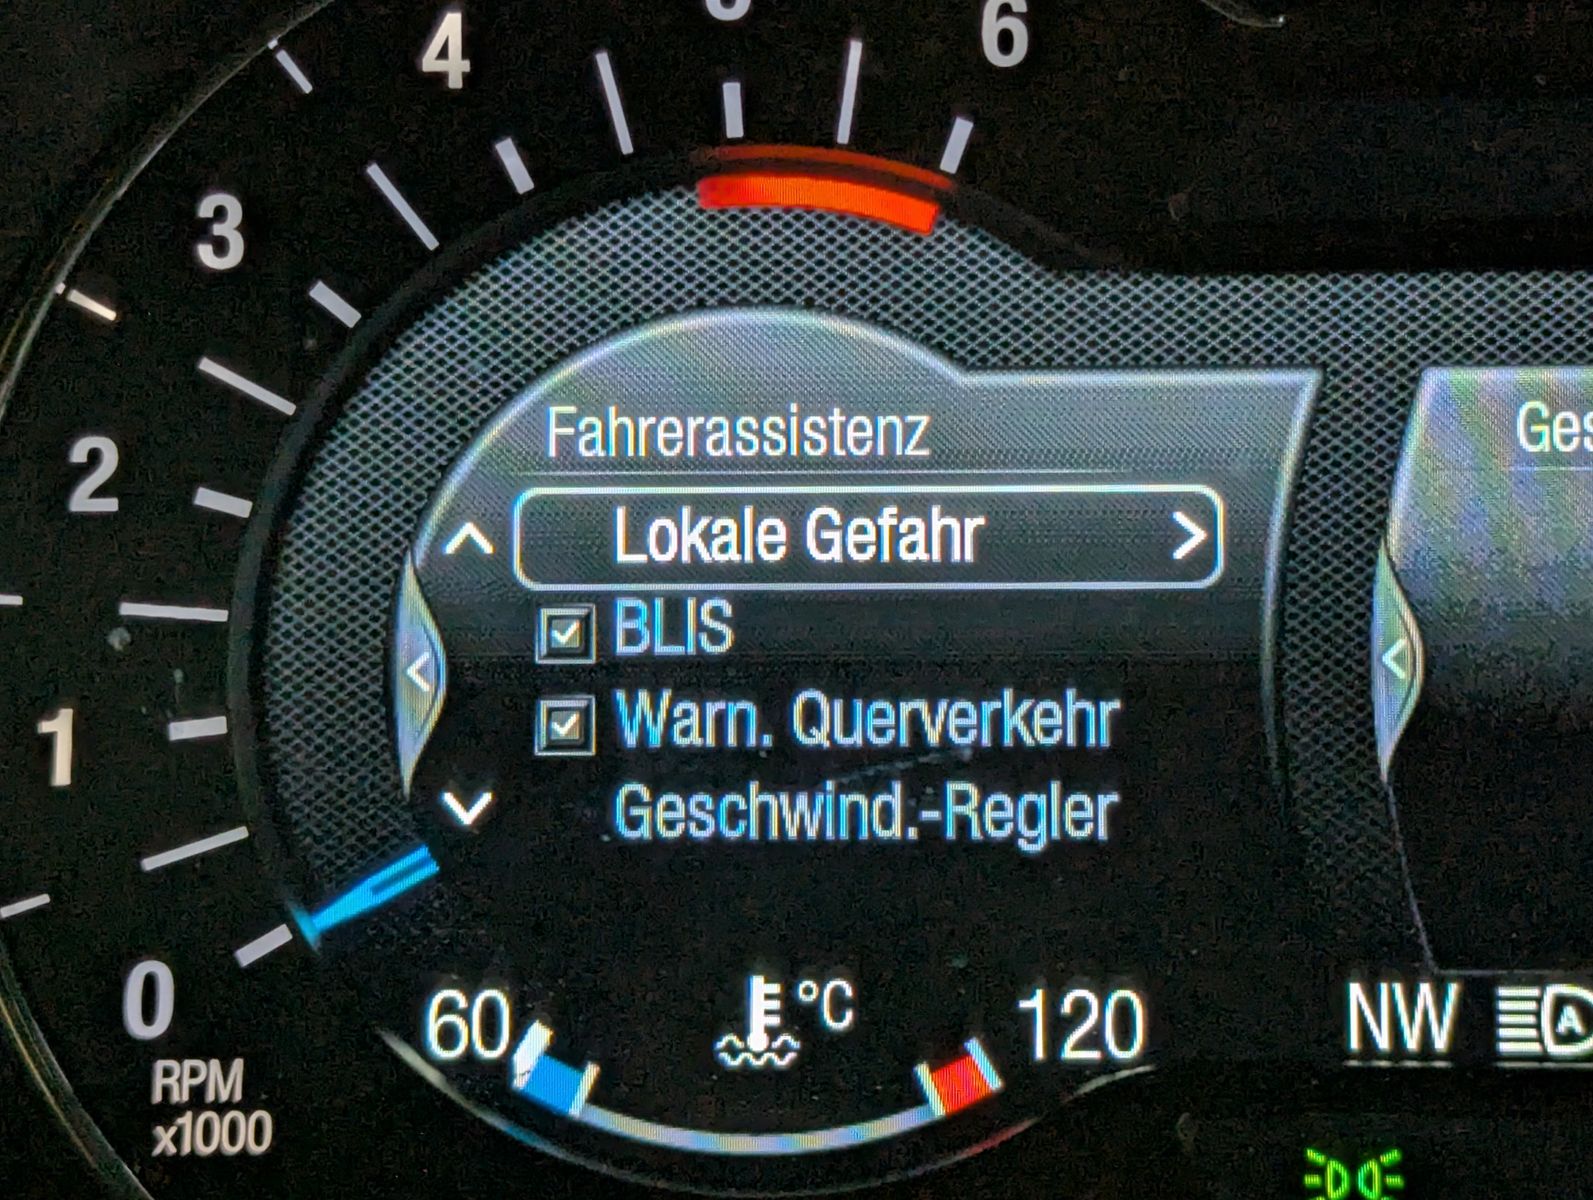 4
6
3
2
1
0
RPM
x1000
Fahrerassistenz
Lokale Gefahr
BLIS
Warn. Querverkehr
Geschwind.-Regler
60
°C
120
NW
A